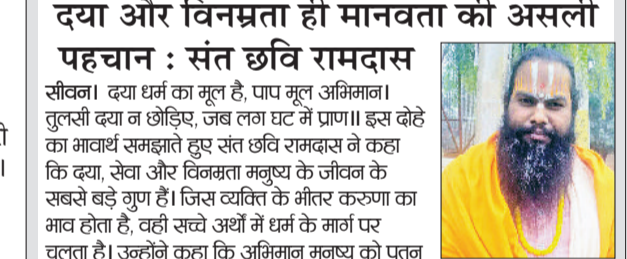 दया और विनम्रता ही मानवता की असली
पहचान : संत छवि रामदास
सीवन। दया धर्म का मूल है, पाप मूल अभिमान।
तुलसी दया न छोड़िए, जब लग घट में प्राण॥ इस दोहे
का भावार्थ समझाते हुए संत छवि रामदास ने कहा
कि दया, सेवा और विनम्रता मनुष्य के जीवन के
सबसे बड़े गुण हैं। जिस व्यक्ति के भीतर करुणा का
भाव होता है, वही सच्चे अर्थों में धर्म के मार्ग पर
चलता है। उन्होंने कहा कि अभिमान मनुष्य को पतन